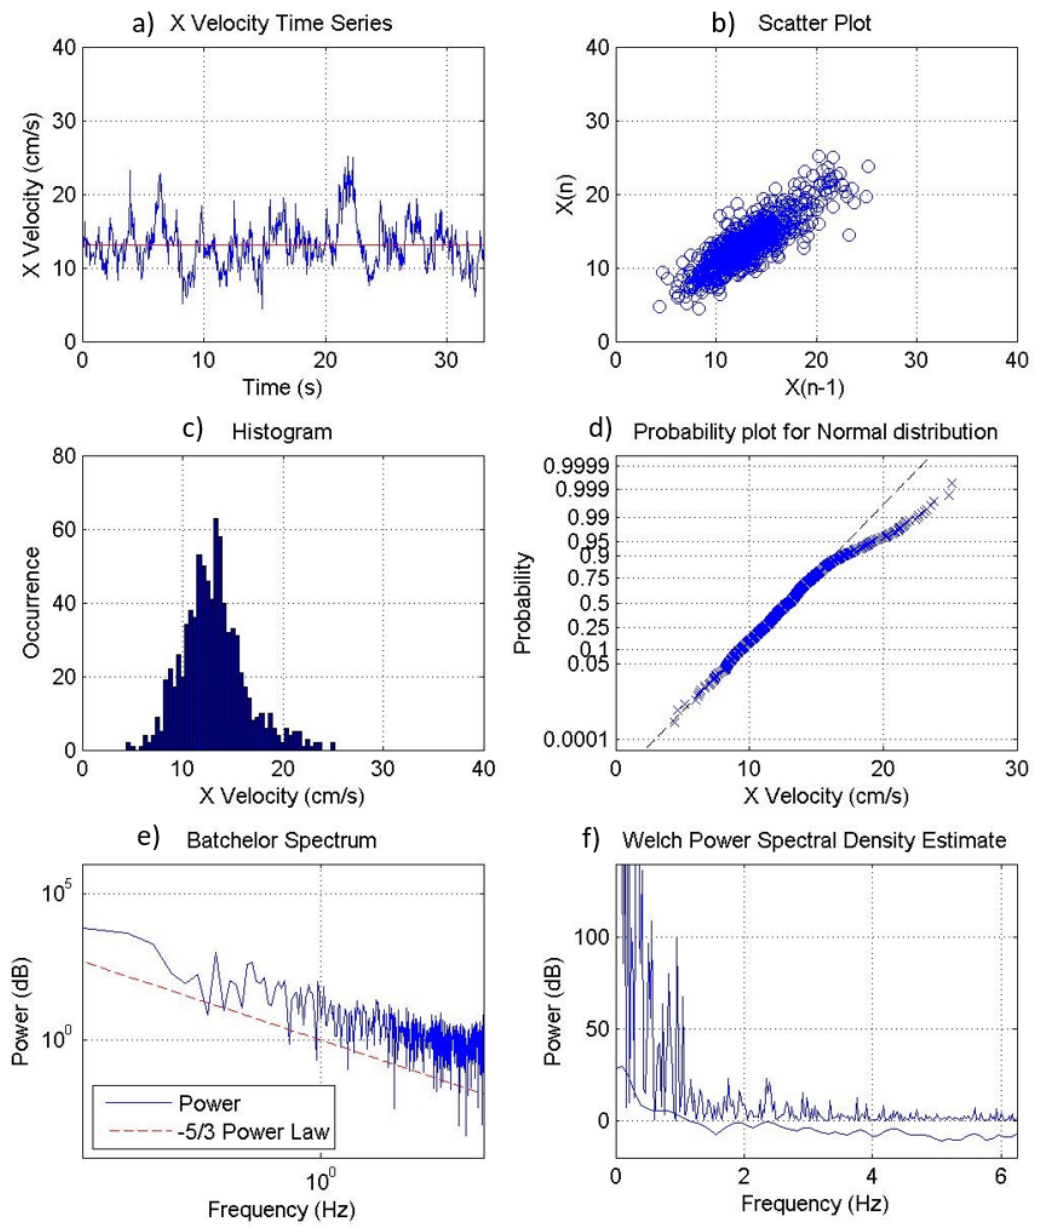 a) X Velocity Time Series
40
30
20
10
0
X Velocity (cm/s)
0 10 20 30
Time (s)
b) Scatter Plot
40
30
20
10
0
X(n)
0 10 20 30 40
X(n-1)
c) Histogram
80
60
40
20
0
Occurrence
0 10 20 30 40
X Velocity (cm/s)
d) Probability plot for Normal distribution
0.9999
0.999
0.99
0.95
0.9
0.75
0.5
0.25
0.1
0.05
0.0001
Probability
0 10 20 30
X Velocity (cm/s)
e) Batchelor Spectrum
10^5
10^0
Power (dB)
Power
-5/3 Power Law
10^0
Frequency (Hz)
f) Welch Power Spectral Density Estimate
100
50
0
Power (dB)
0 2 4 6
Frequency (Hz)